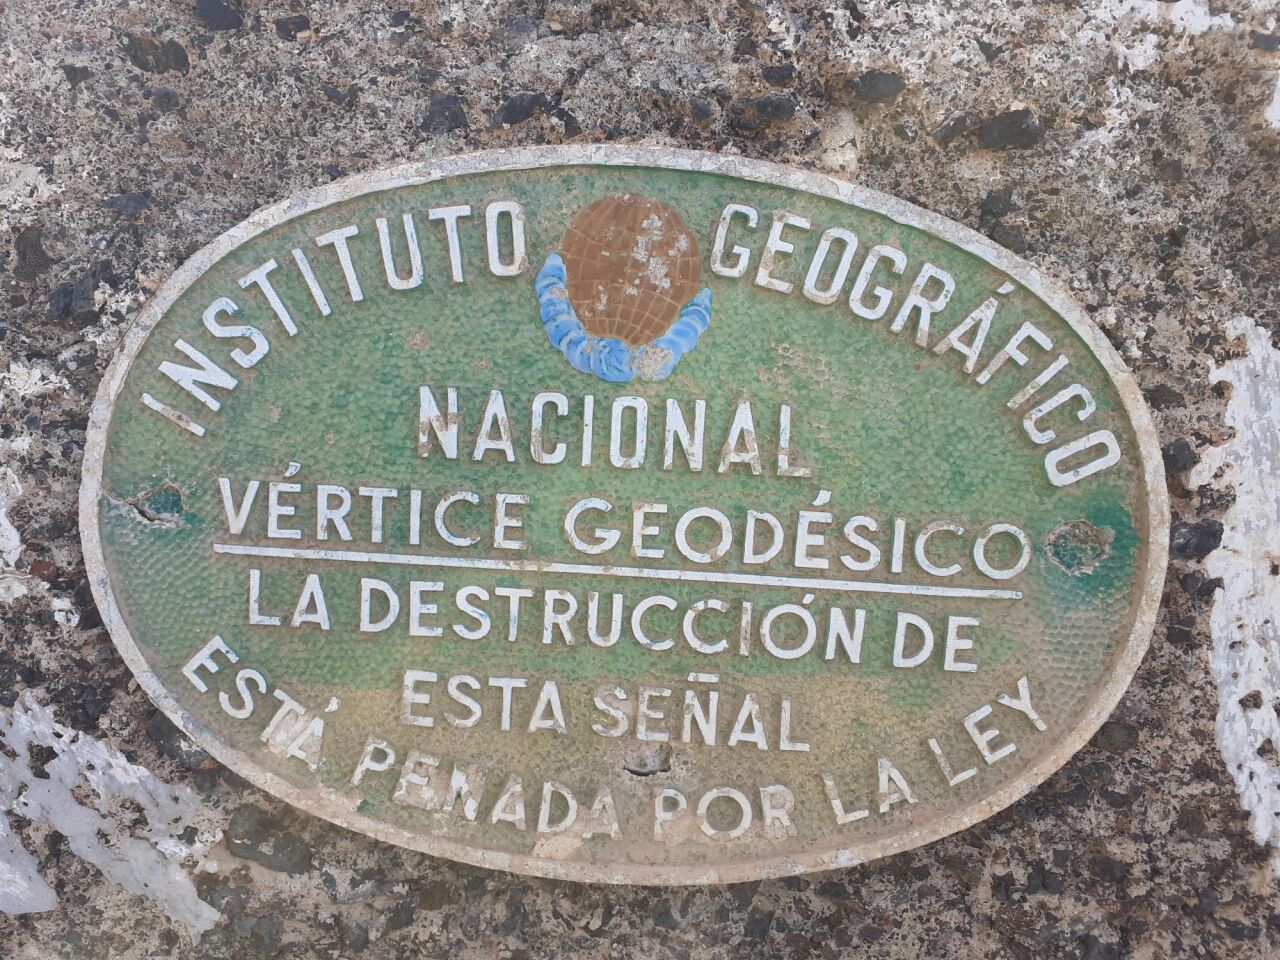 INSTITUTO GEOGRÁFICO
NACIONAL
VÉRTICE GEODÉSICO
LA DESTRUCCIÓN DE
ESTA SEÑAL
ESTÁ PENADA POR LA LEY